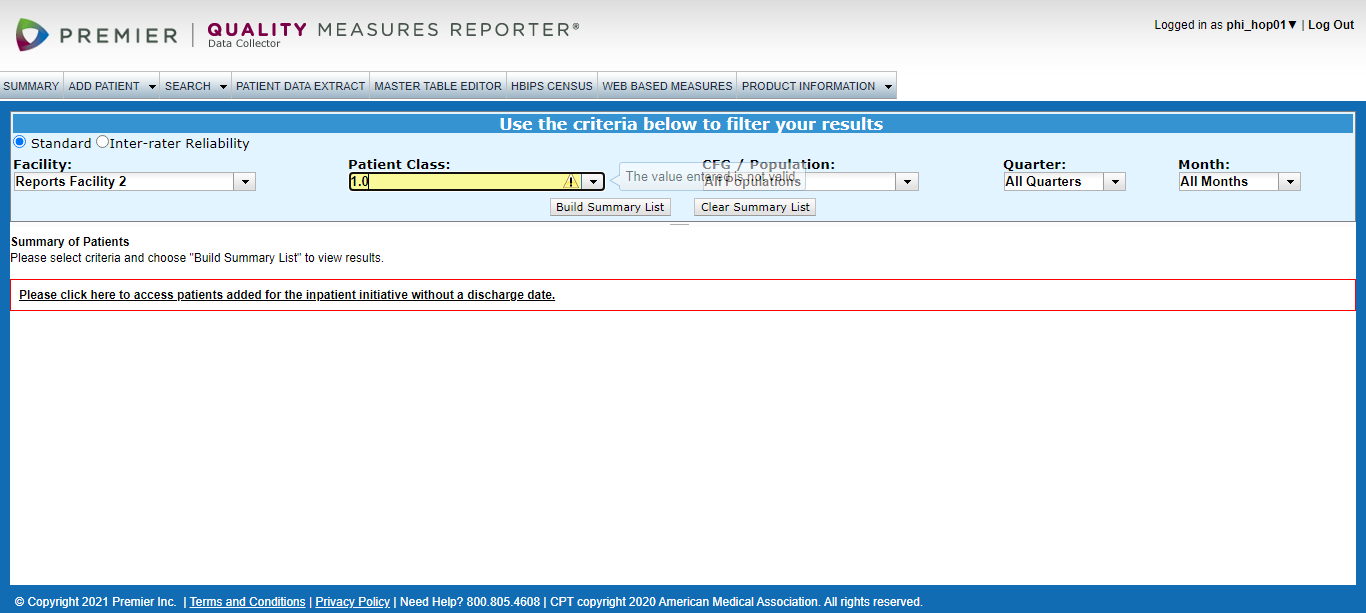 PREMIER | QUALITY MEASURES REPORTER®
Data Collector
Logged in as phi_hop01▼ | Log Out
SUMMARY ADD PATIENT SEARCH PATIENT DATA EXTRACT MASTER TABLE EDITOR HBIPS CENSUS WEB BASED MEASURES PRODUCT INFORMATION
Use the criteria below to filter your results
Standard Inter-rater Reliability
Facility: Patient Class: CFG / Population: Quarter: Month:
Reports Facility 2 1.0 The value entered is not valid. All Populations All Quarters All Months
Build Summary List Clear Summary List
Summary of Patients
Please select criteria and choose "Build Summary List" to view results.
Please click here to access patients added for the inpatient initiative without a discharge date.
© Copyright 2021 Premier Inc. | Terms and Conditions | Privacy Policy | Need Help? 800.805.4608 | CPT copyright 2020 American Medical Association. All rights reserved.